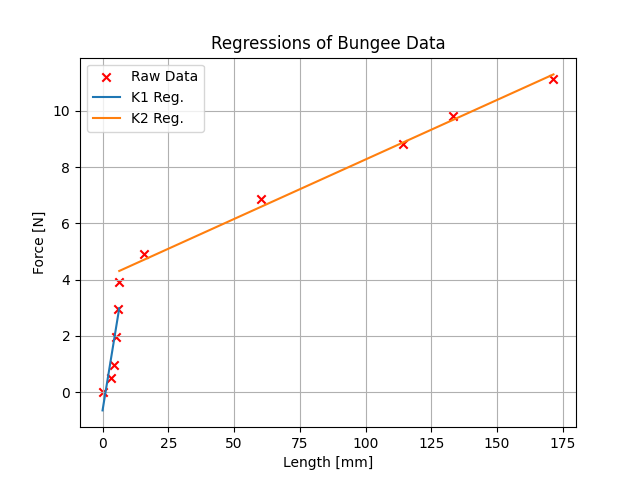 Regressions of Bungee Data
Raw Data
K1 Reg.
K2 Reg.
Force [N]
10
8
6
4
2
0
0 25 50 75 100 125 150 175
Length [mm]